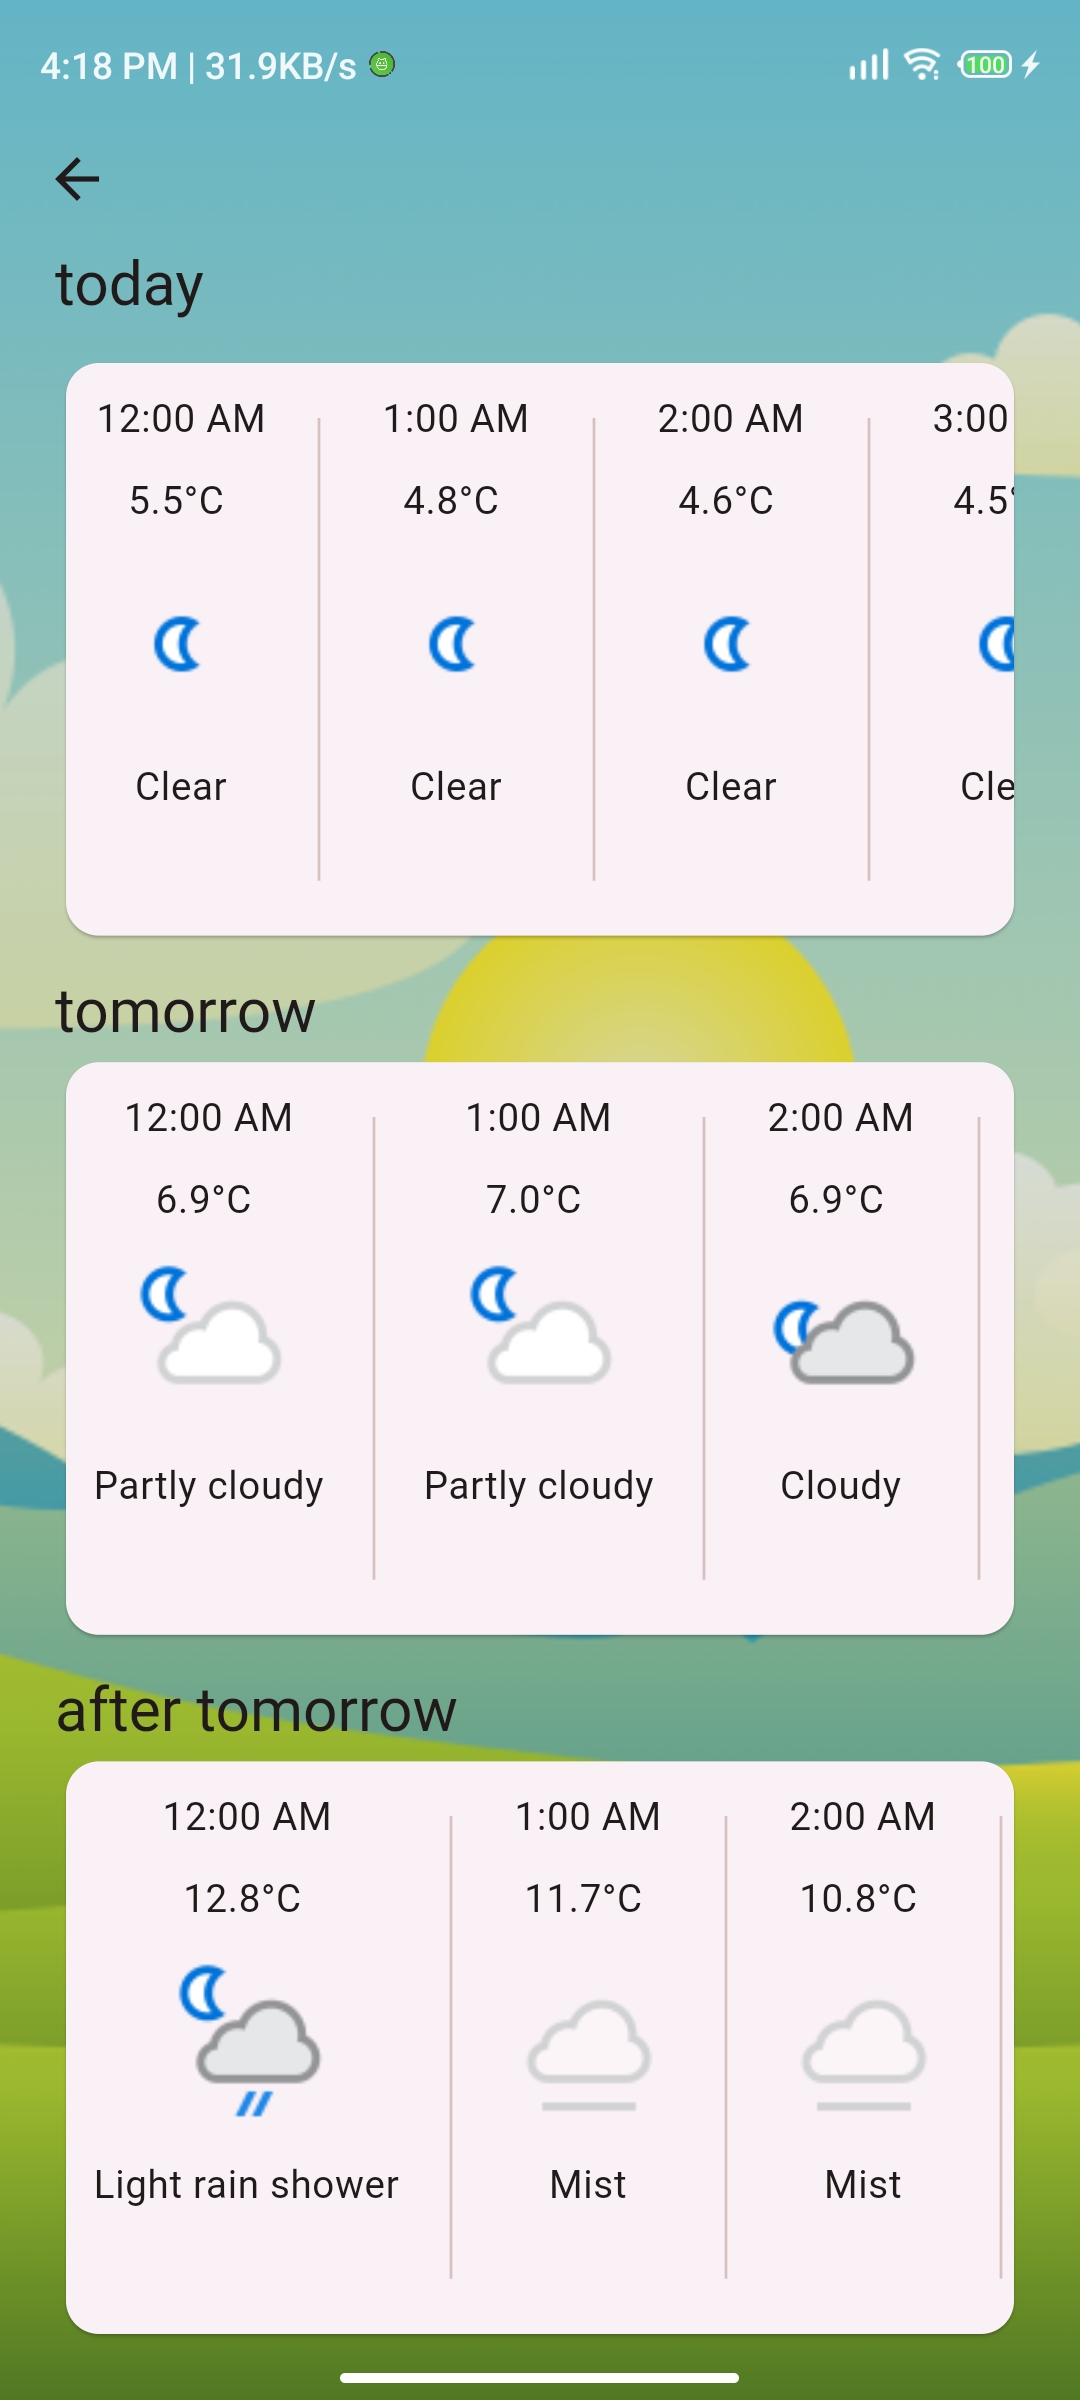 4:18 PM | 31.9KB/s 100
today
12:00 AM 1:00 AM 2:00 AM 3:00
5.5°C 4.8°C 4.6°C 4.5°
Clear Clear Clear Cle
tomorrow
12:00 AM 1:00 AM 2:00 AM
6.9°C 7.0°C 6.9°C
Partly cloudy Partly cloudy Cloudy
after tomorrow
12:00 AM 1:00 AM 2:00 AM
12.8°C 11.7°C 10.8°C
Light rain shower Mist Mist